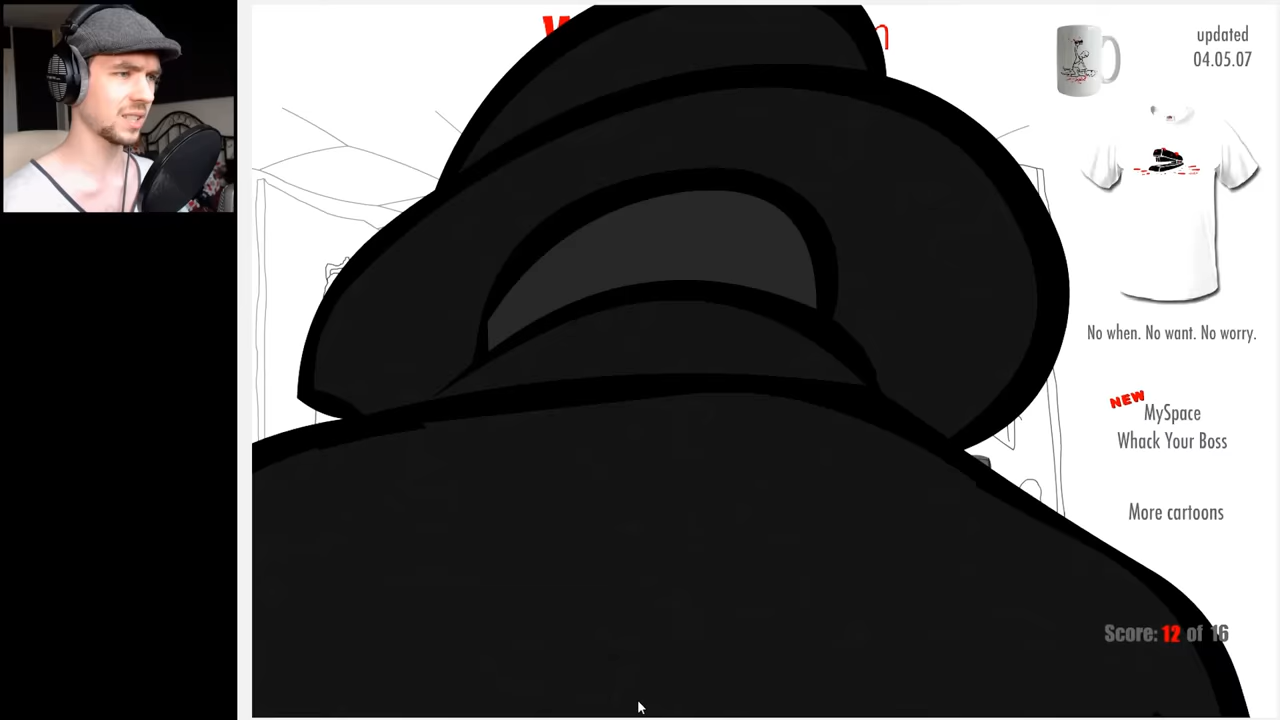 updated
04.05.07
No when. No want. No worry.
NEW
MySpace
Whack Your Boss
More cartoons
Score: 12 of 16